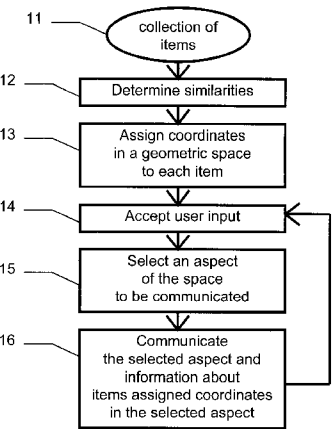 11
collection of
items
12
Determine similarities
13
Assign coordinates
in a geometric space
to each item
14
Accept user input
15
Select an aspect
of the space
to be communicated
16
Communicate
the selected aspect and
information about
items assigned coordinates
in the selected aspect